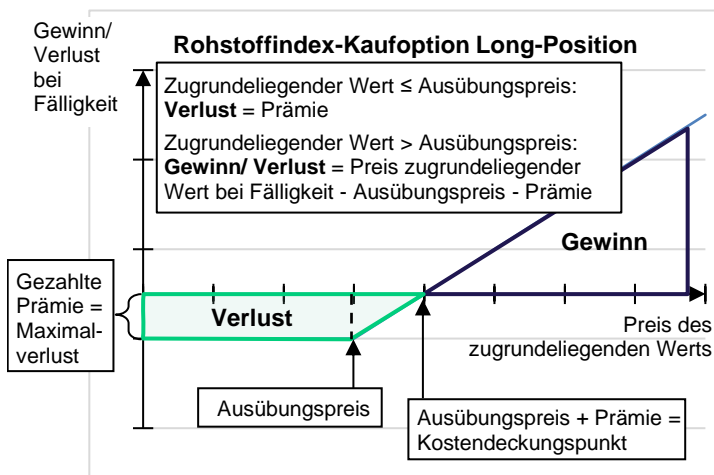 Gewinn/
Verlust
bei
Fälligkeit
Rohstoffindex-Kaufoption Long-Position
Zugrundeliegender Wert ≤ Ausübungspreis:
Verlust = Prämie
Zugrundeliegender Wert > Ausübungspreis:
Gewinn/ Verlust = Preis zugrundeliegender
Wert bei Fälligkeit - Ausübungspreis - Prämie
Gewinn
Gezahlte
Prämie =
Maximal-
verlust
Verlust
Preis des
zugrundeliegenden Werts
Ausübungspreis
Ausübungspreis + Prämie =
Kostendeckungspunkt